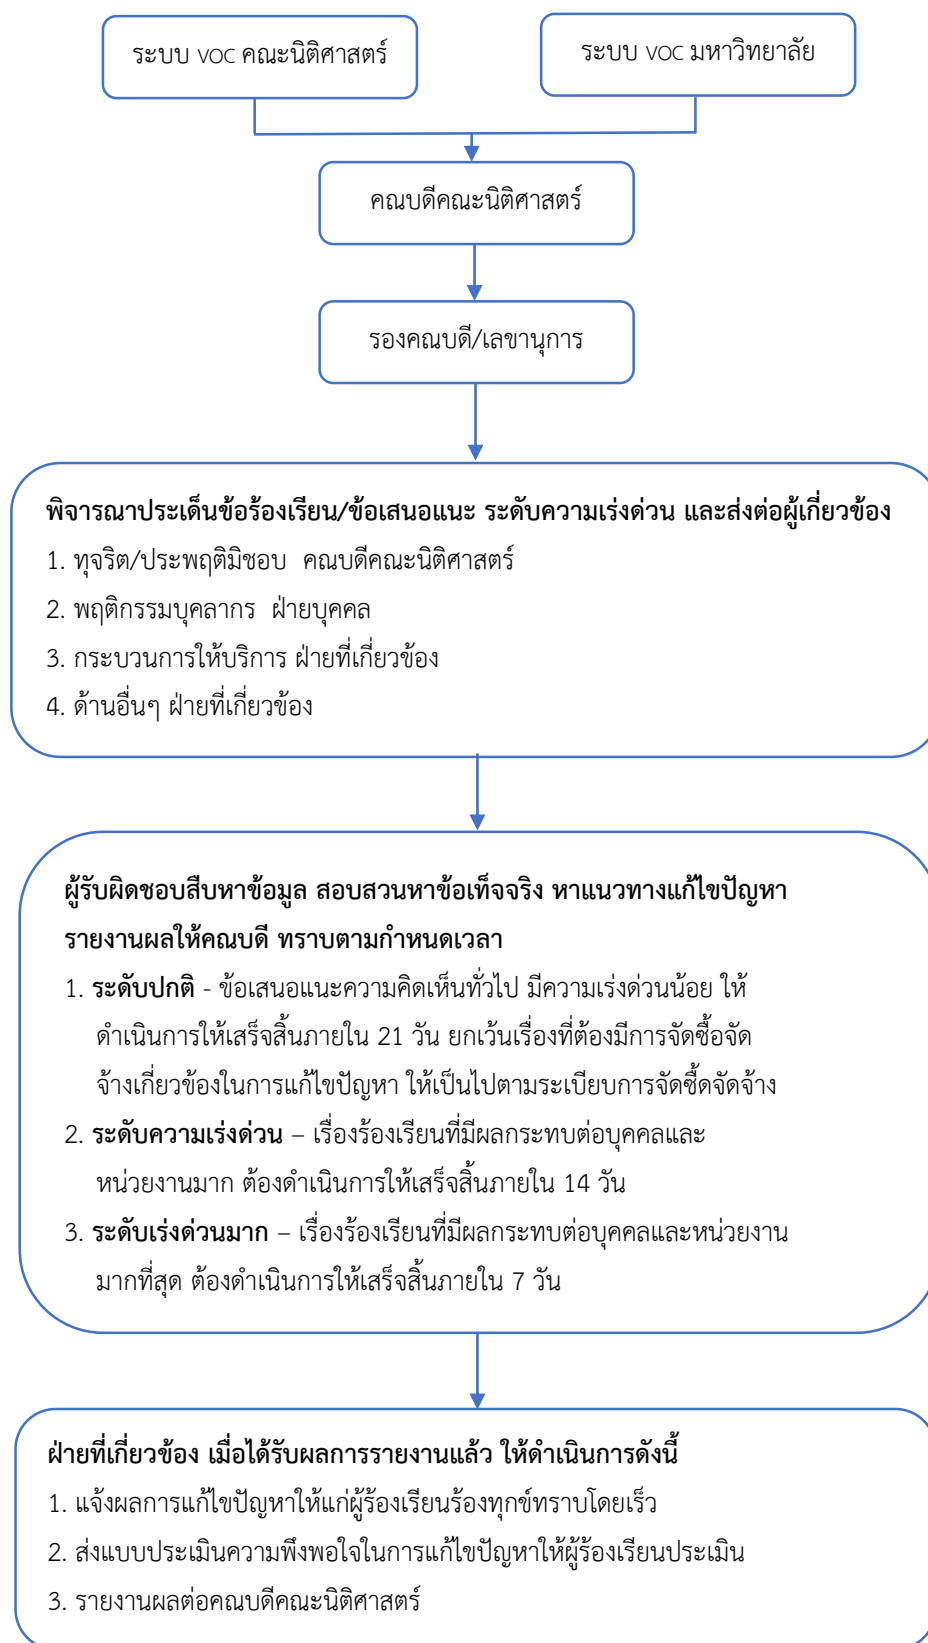 ระบบ VOC คณะนิติศาสตร์
ระบบ VOC มหาวิทยาลัย
คณบดีคณะนิติศาสตร์
รองคณบดี/เลขานุการ
พิจารณาประเด็นข้อร้องเรียน/ข้อเสนอแนะ ระดับความเร่งด่วน และส่งต่อผู้เกี่ยวข้อง
1. ทุจริต/ประพฤติมิชอบ  คณบดีคณะนิติศาสตร์
2. พฤติกรรมบุคลากร  ฝ่ายบุคคล
3. กระบวนการให้บริการ ฝ่ายที่เกี่ยวข้อง
4. ด้านอื่นๆ ฝ่ายที่เกี่ยวข้อง
ผู้รับผิดชอบสืบหาข้อมูล สอบสวนหาข้อเท็จจริง หาแนวทางแก้ไขปัญหา
รายงานผลให้คณบดี ทราบตามกำหนดเวลา
1. ระดับปกติ - ข้อเสนอแนะความคิดเห็นทั่วไป มีความเร่งด่วนน้อย ให้
ดำเนินการให้เสร็จสิ้นภายใน 21 วัน ยกเว้นเรื่องที่ต้องมีการจัดซื้อจัด
จ้างเกี่ยวข้องในการแก้ไขปัญหา ให้เป็นไปตามระเบียบการจัดซื้ดจัดจ้าง
2. ระดับความเร่งด่วน – เรื่องร้องเรียนที่มีผลกระทบต่อบุคคลและ
หน่วยงานมาก ต้องดำเนินการให้เสร็จสิ้นภายใน 14 วัน
3. ระดับเร่งด่วนมาก – เรื่องร้องเรียนที่มีผลกระทบต่อบุคคลและหน่วยงาน
มากที่สุด ต้องดำเนินการให้เสร็จสิ้นภายใน 7 วัน
ฝ่ายที่เกี่ยวข้อง เมื่อได้รับผลการรายงานแล้ว ให้ดำเนินการดังนี้
1. แจ้งผลการแก้ไขปัญหาให้แก่ผู้ร้องเรียนร้องทุกข์ทราบโดยเร็ว
2. ส่งแบบประเมินความพึงพอใจในการแก้ไขปัญหาให้ผู้ร้องเรียนประเมิน
3. รายงานผลต่อคณบดีคณะนิติศาสตร์